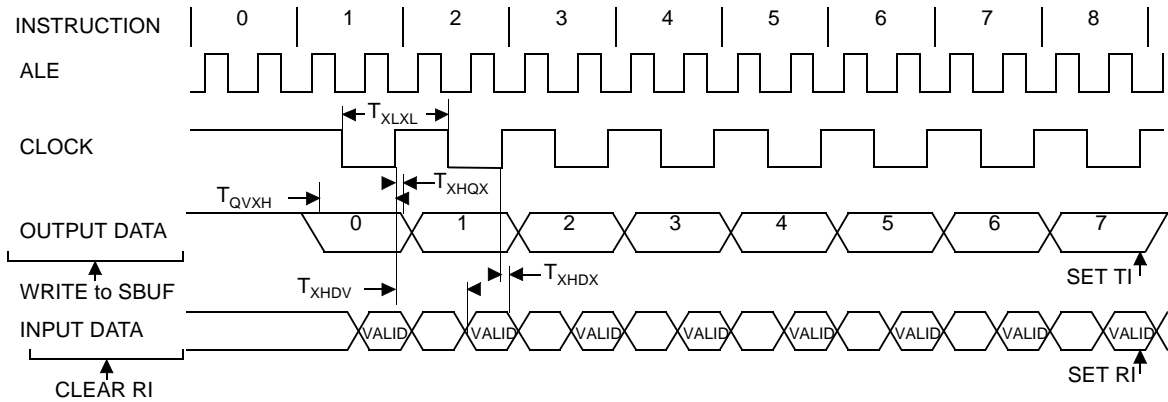 INSTRUCTION 0 1 2 3 4 5 6 7 8
ALE
T_XLXL
CLOCK
T_XHQX
T_QVXH
OUTPUT DATA 0 1 2 3 4 5 6 7
T_XHDX
SET TI
WRITE to SBUF
T_XHDV
INPUT DATA VALID VALID VALID VALID VALID VALID VALID VALID
SET RI
CLEAR RI